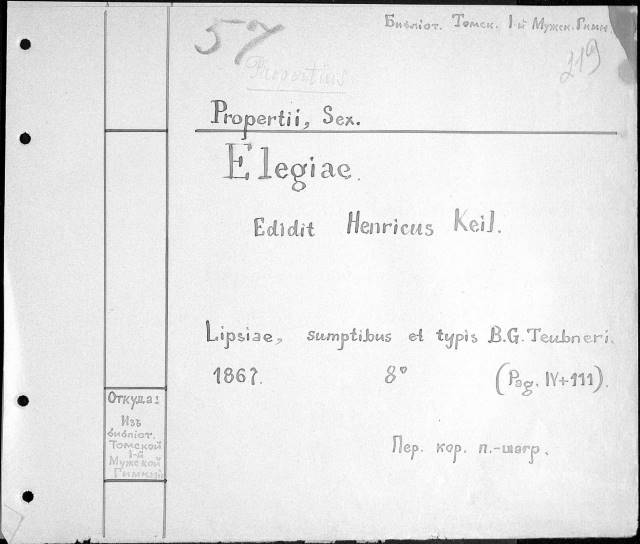 Библіот. Томск. 1-й Мужск. Гимн.
57
219
Propertius
Propertii, Sex.
Elegiae.
Edidit Henricus Keil.
Lipsiae, sumptibus et typis B.G. Teubneri.
1867. 8° (Pag. IV+111).
Откуда:
Изъ
библіот.
Томской
1-й
Мужской
Гимназіи
Пер. кор. п.-шагр.